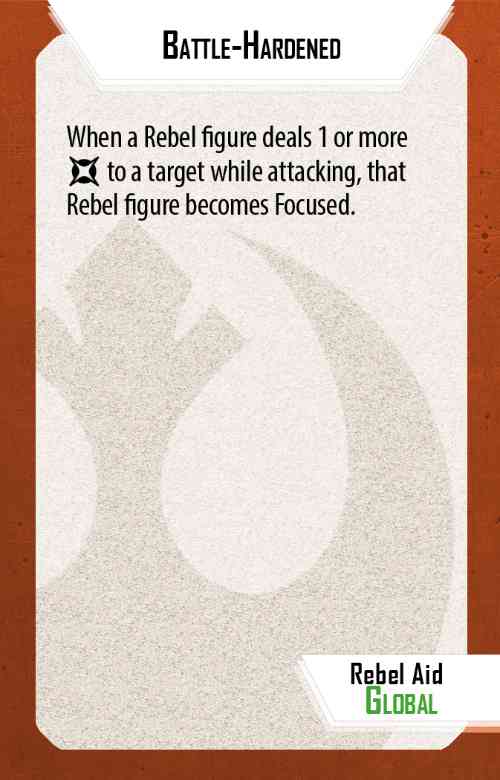 Battle-Hardened
When a Rebel figure deals 1 or more
to a target while attacking, that
Rebel figure becomes Focused.
Rebel Aid
Global